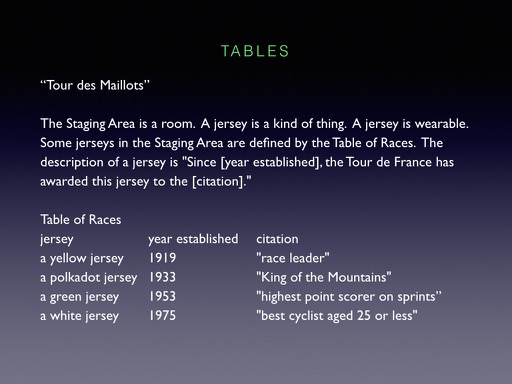 TABLES
“Tour des Maillots”
The Staging Area is a room. A jersey is a kind of thing. A jersey is wearable.
Some jerseys in the Staging Area are defined by the Table of Races. The
description of a jersey is "Since [year established], the Tour de France has
awarded this jersey to the [citation]."
Table of Races
jersey year established citation
a yellow jersey 1919 "race leader"
a polkadot jersey 1933 "King of the Mountains"
a green jersey 1953 "highest point scorer on sprints”
a white jersey 1975 "best cyclist aged 25 or less"